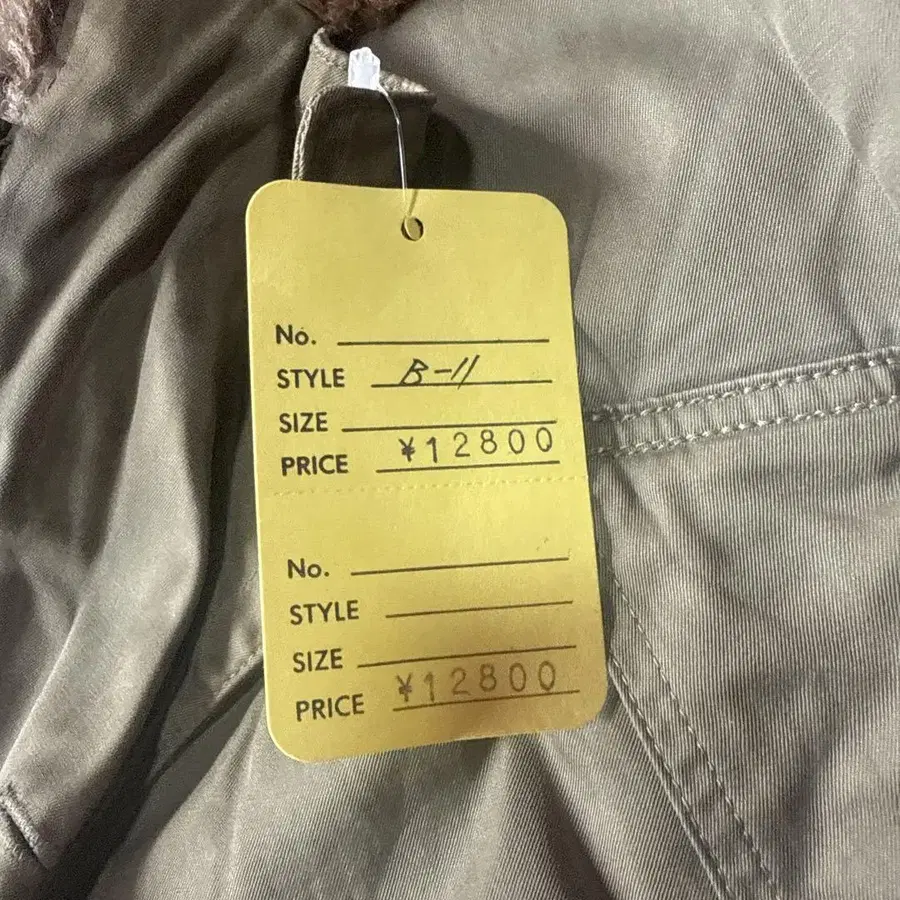 No.
STYLE B-11
SIZE
PRICE ¥12800
No.
STYLE
SIZE
PRICE ¥12800